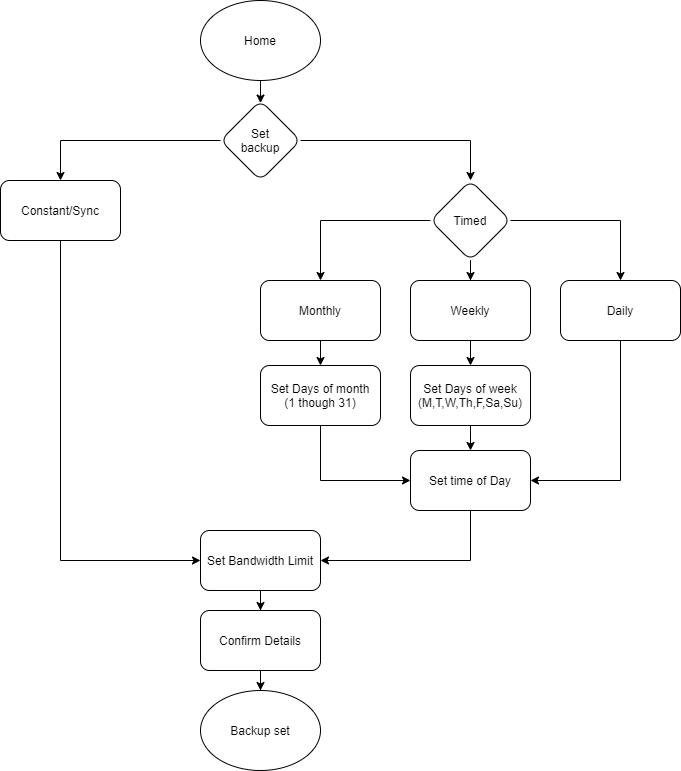 Home
Set
backup
Constant/Sync
Timed
Monthly
Weekly
Daily
Set Days of month
(1 though 31)
Set Days of week
(M,T,W,Th,F,Sa,Su)
Set time of Day
Set Bandwidth Limit
Confirm Details
Backup set